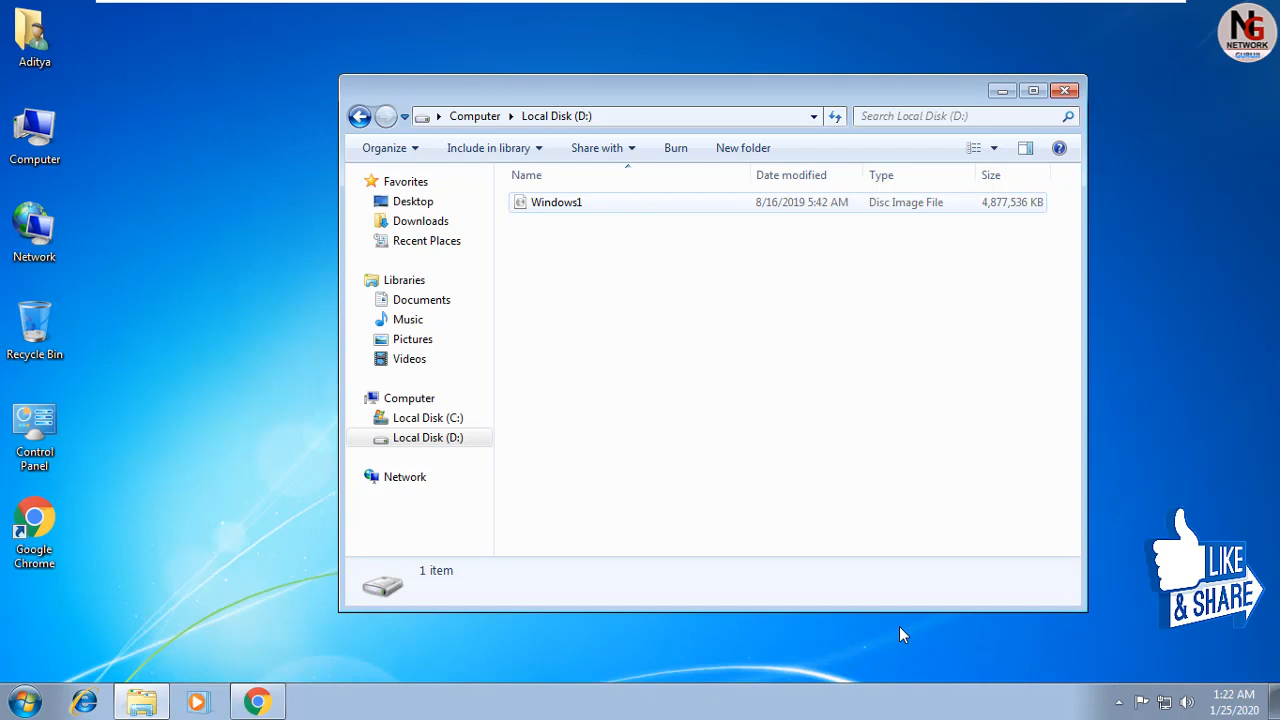 Aditya
Computer
Network
Recycle Bin
Control
Panel
Google
Chrome
Computer
Local Disk (D:)
Search Local Disk (D:)
Organize
Include in library
Share with
Burn
New folder
Favorites
Desktop
Downloads
Recent Places
Libraries
Documents
Music
Pictures
Videos
Computer
Local Disk (C:)
Local Disk (D:)
Network
Name
Date modified
Type
Size
Windows1
8/16/2019 5:42 AM
Disc Image File
4,877,536 KB
1 item
NG
NETWORK
GURUJI
LIKE
& SHARE
1:22 AM
1/25/2020